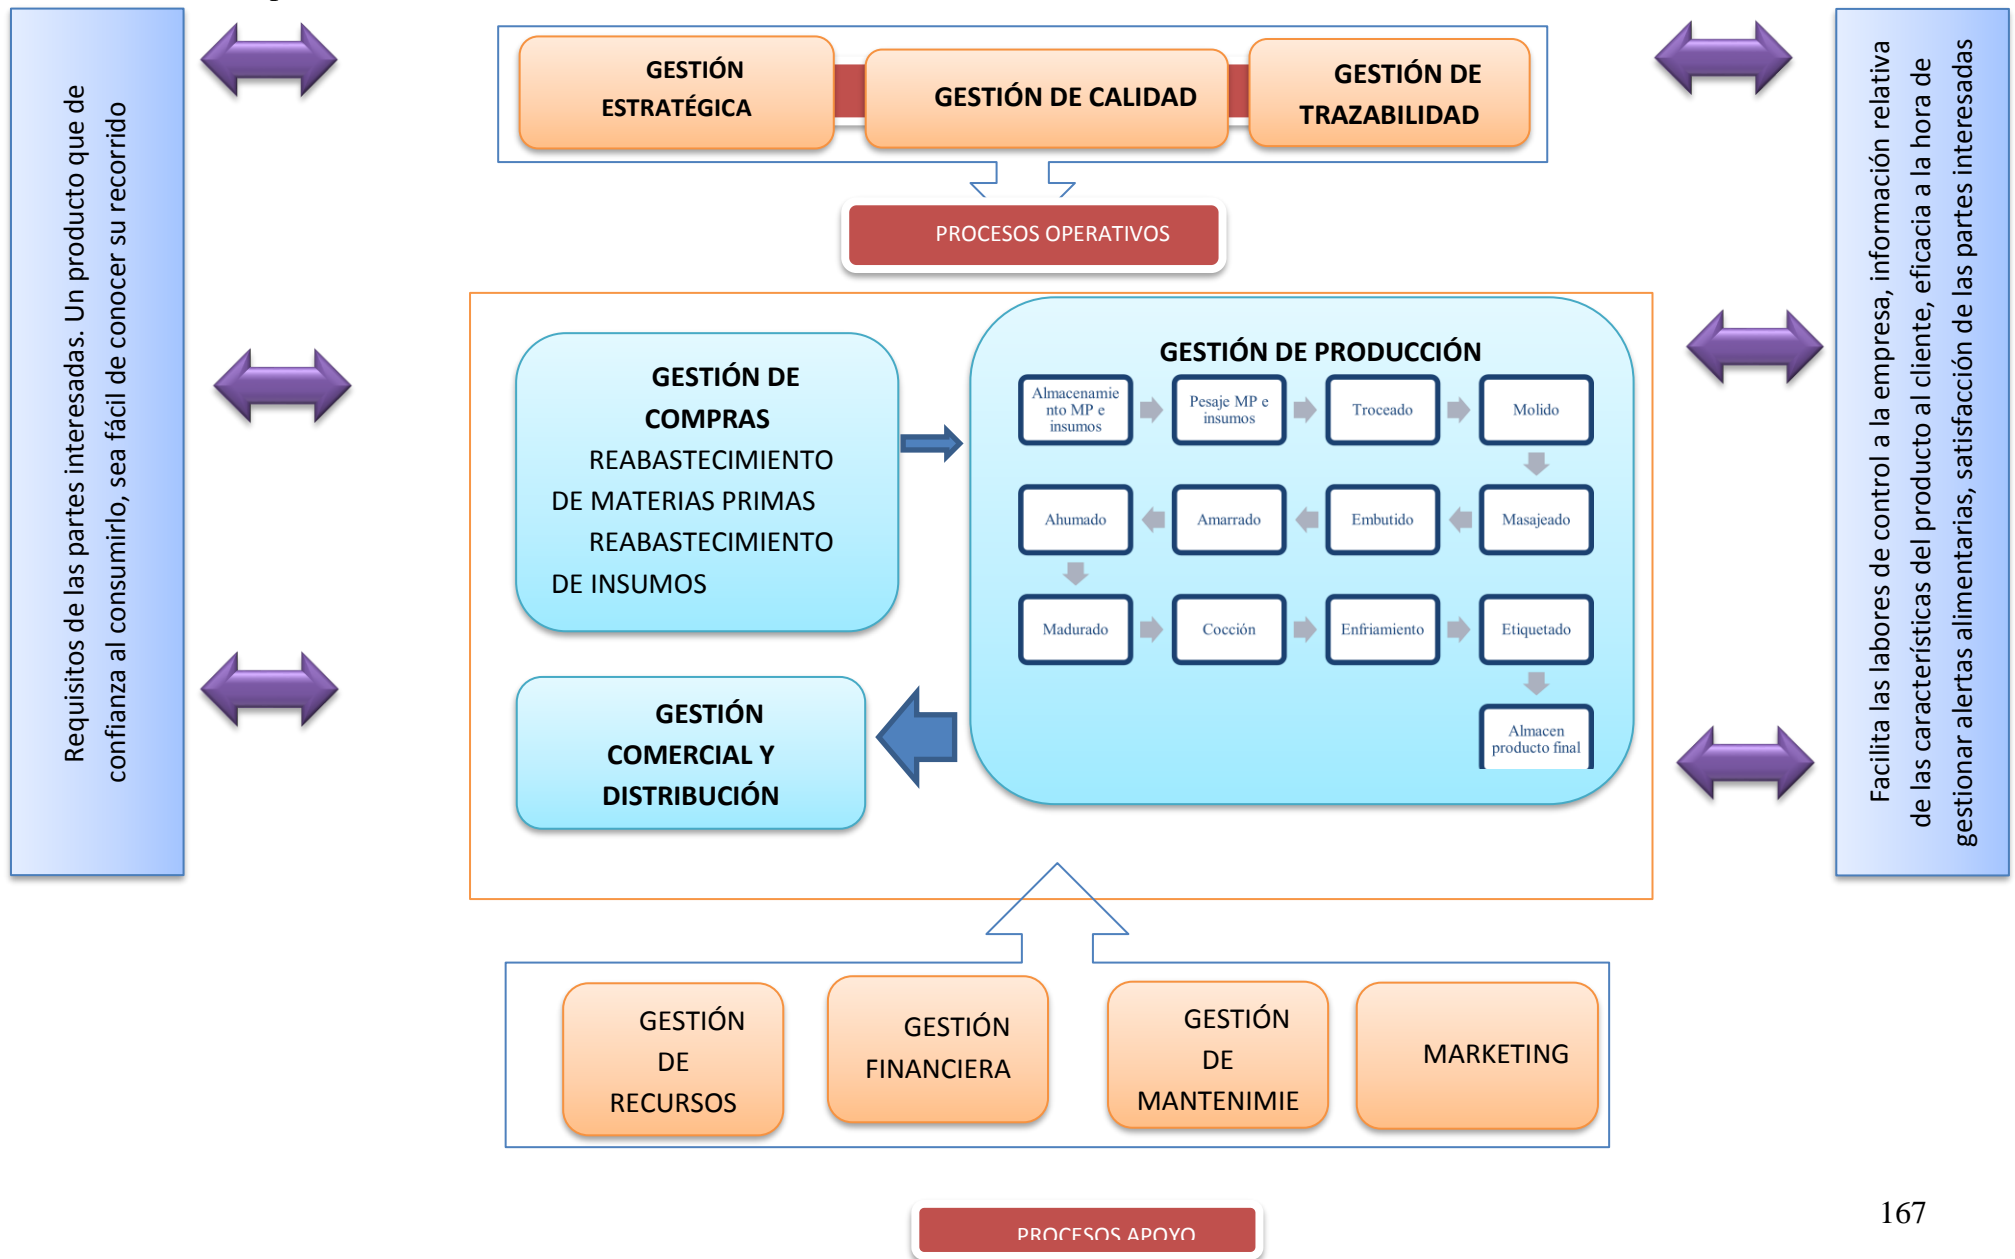 Requisitos de las partes interesadas. Un producto que de
confianza al consumirlo, sea fácil de conocer su recorrido
GESTIÓN
ESTRATÉGICA
GESTIÓN DE CALIDAD
GESTIÓN DE
TRAZABILIDAD
PROCESOS OPERATIVOS
GESTIÓN DE
COMPRAS
REABASTECIMIENTO
DE MATERIAS PRIMAS
REABASTECIMIENTO
DE INSUMOS
GESTIÓN DE PRODUCCIÓN
Almacenamie
nto MP e
insumos
Pesaje MP e
insumos
Troceado
Molido
Ahumado
Amarrado
Embutido
Masajeado
Madurado
Cocción
Enfriamiento
Etiquetado
Almacen
producto final
GESTIÓN
COMERCIAL Y
DISTRIBUCIÓN
GESTIÓN
DE
RECURSOS
GESTIÓN
FINANCIERA
GESTIÓN
DE
MANTENIMIE
MARKETING
PROCESOS APOYO
Facilita las labores de control a la empresa, información relativa
de las características del producto al cliente, eficacia a la hora de
gestionar alertas alimentarias, satisfacción de las partes interesadas
167